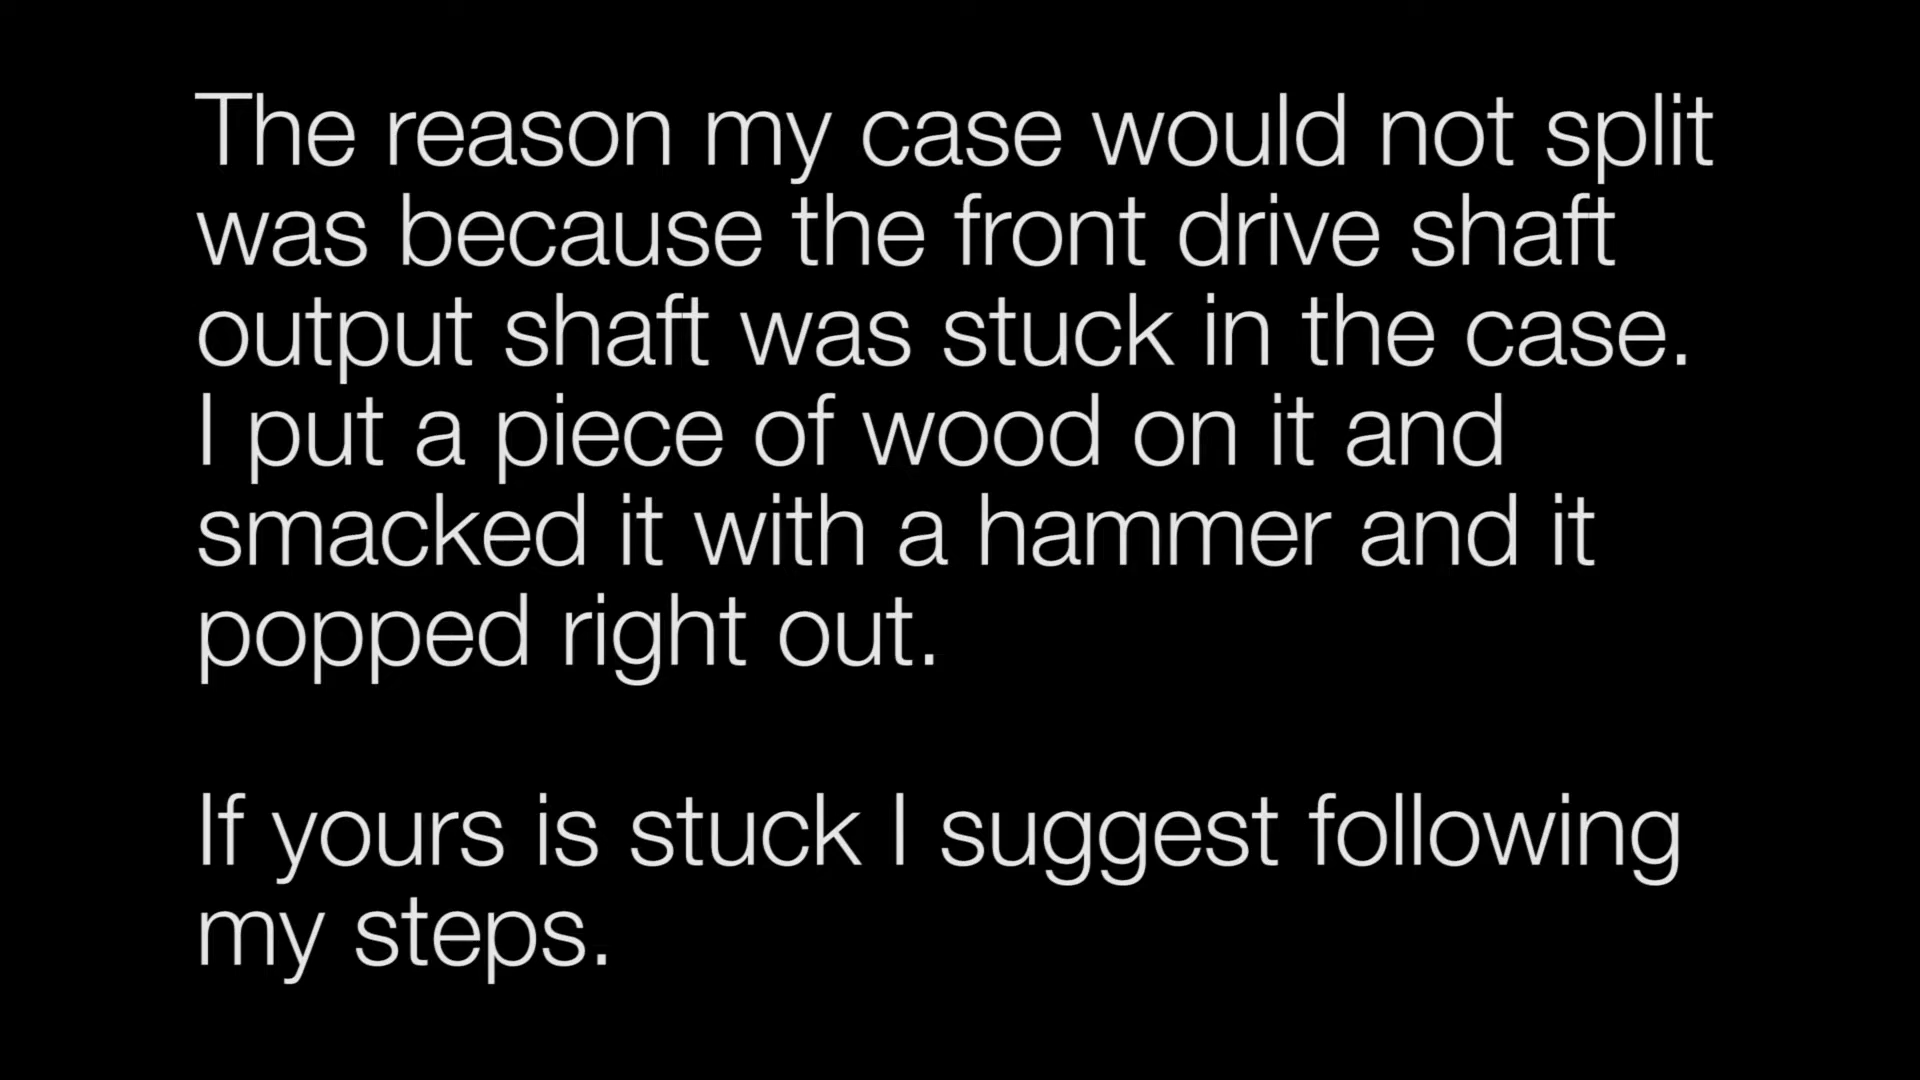 The reason my case would not split
was because the front drive shaft
output shaft was stuck in the case.
I put a piece of wood on it and
smacked it with a hammer and it
popped right out.
If yours is stuck I suggest following
my steps.